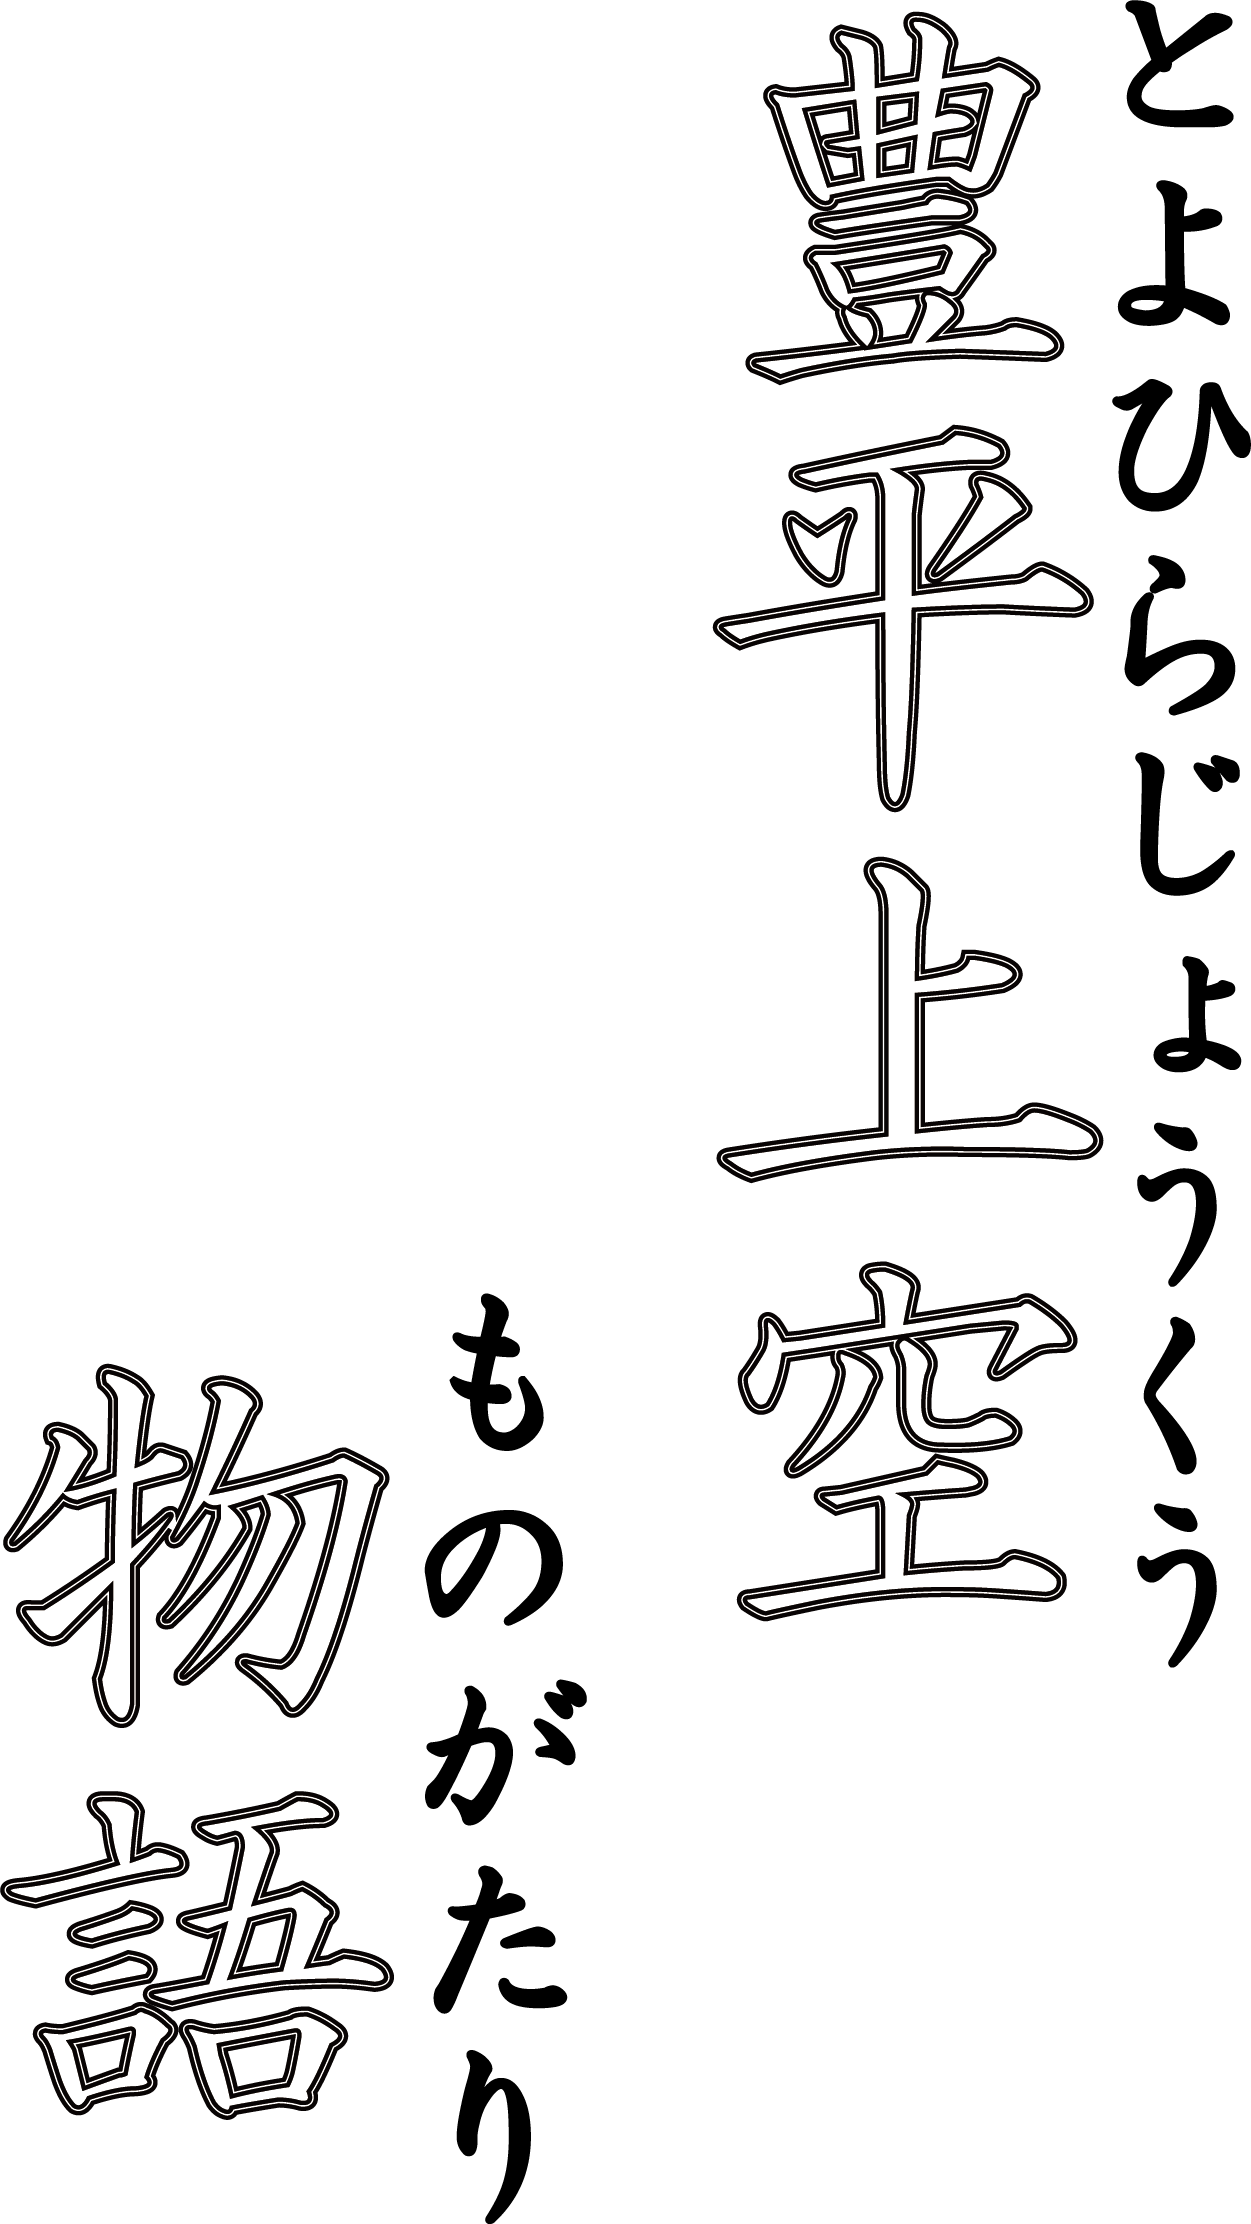 とよひらじょうくう
豊平上空
ものがたり
物語